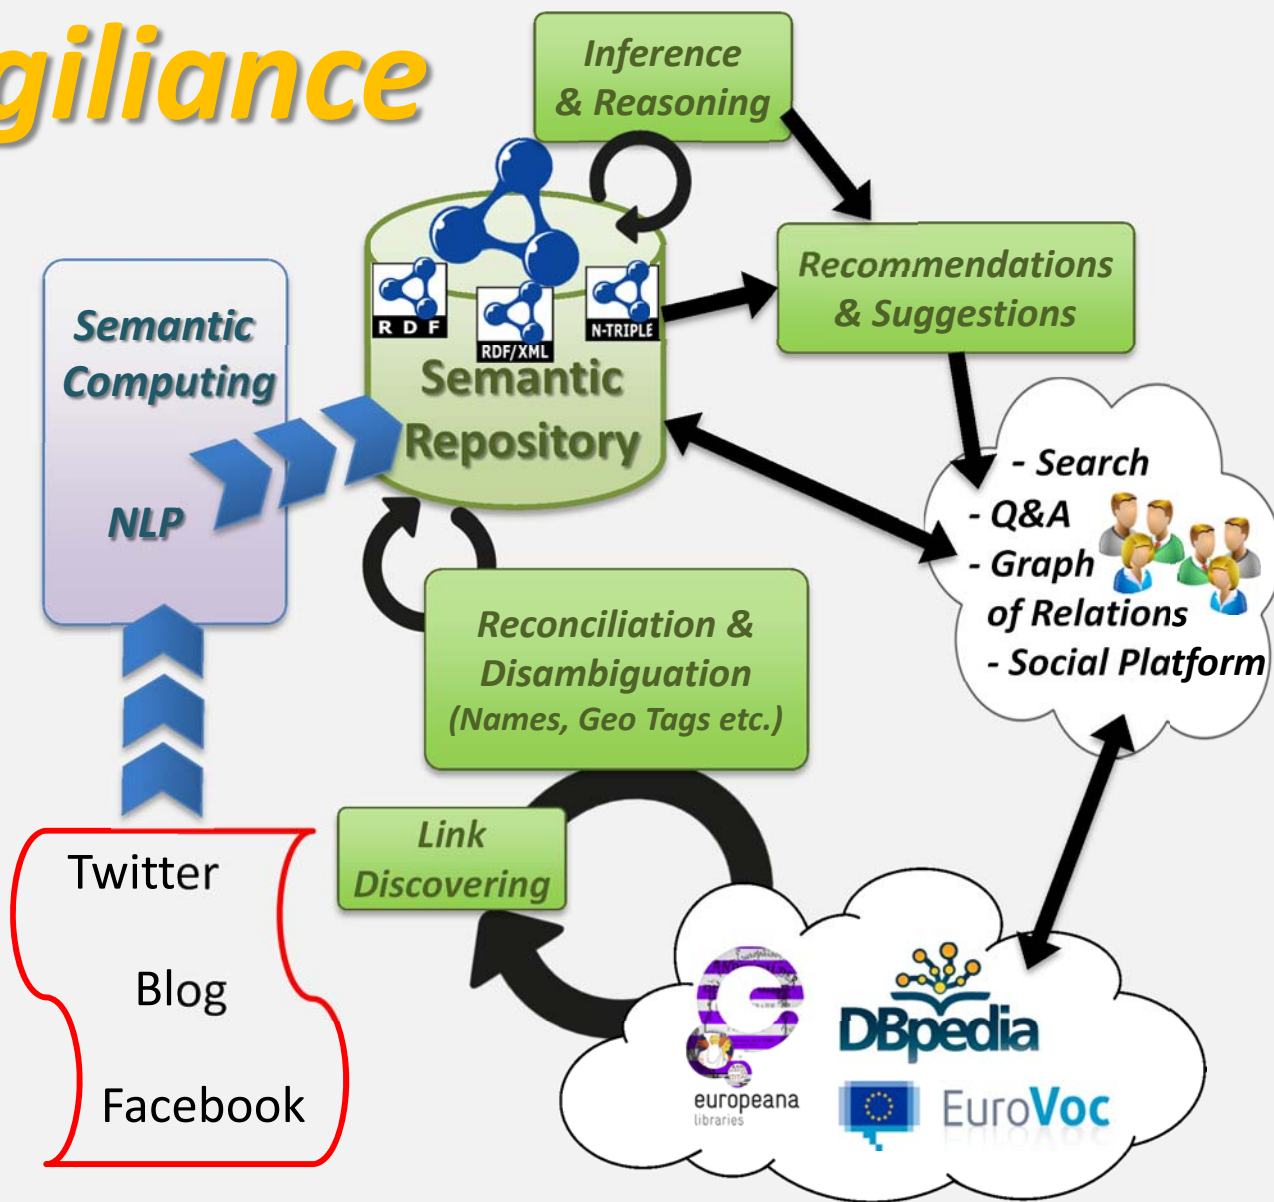 giliance
Inference
& Reasoning
Recommendations
& Suggestions
Semantic
Computing
NLP
RDF
RDF/XML
N-TRIPLE
Semantic
Repository
- Search
- Q&A
- Graph
of Relations
- Social Platform
Reconciliation &
Disambiguation
(Names, Geo Tags etc.)
Link
Discovering
Twitter
Blog
Facebook
europeana
libraries
DBpedia
EuroVoc